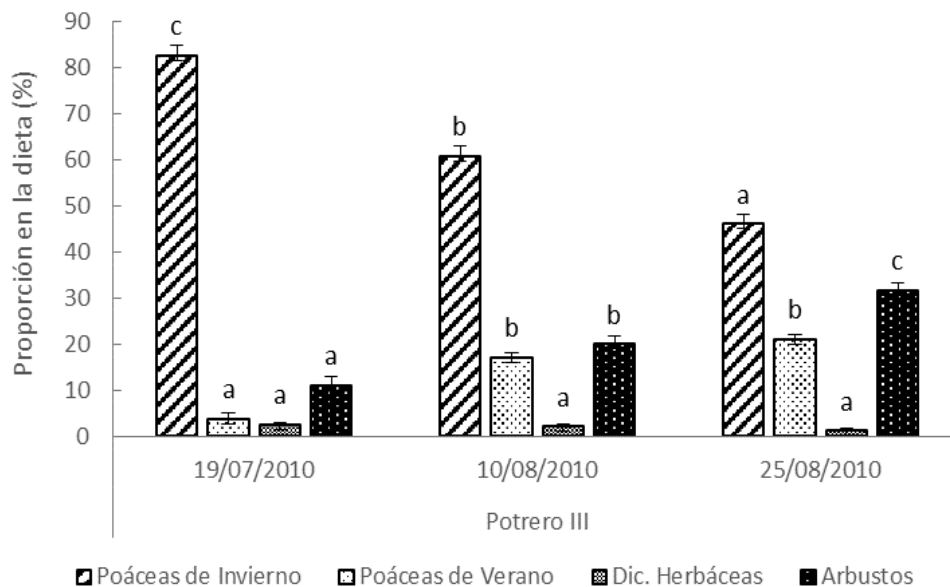 Proporción en la dieta (%)
90
80
70
60
50
40
30
20
10
0
c
a
a
a
b
b
a
b
a
b
a
c
19/07/2010
10/08/2010
25/08/2010
Potrero III
Poáceas de Invierno
Poáceas de Verano
Dic. Herbáceas
Arbustos